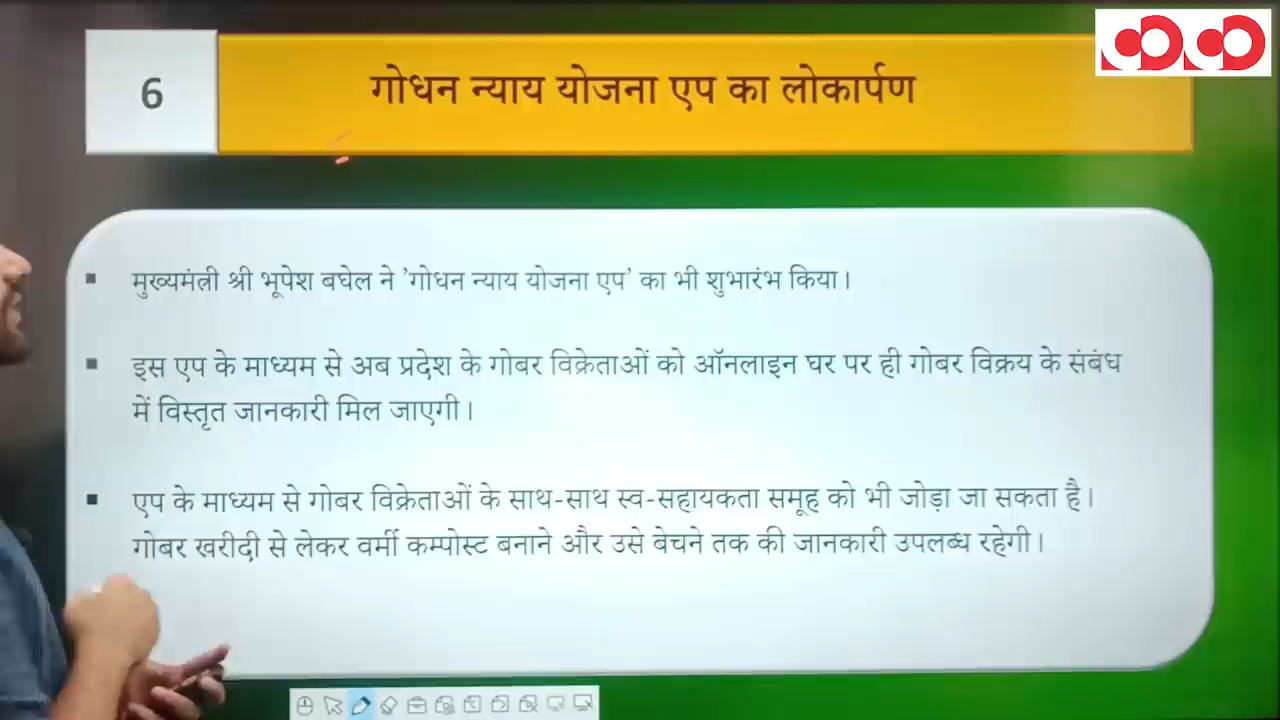 6
गोधन न्याय योजना एप का लोकार्पण
▪ मुख्यमंत्री श्री भूपेश बघेल ने 'गोधन न्याय योजना एप' का भी शुभारंभ किया।
▪ इस एप के माध्यम से अब प्रदेश के गोबर विक्रेताओं को ऑनलाइन घर पर ही गोबर विक्रय के संबंध
में विस्तृत जानकारी मिल जाएगी।
▪ एप के माध्यम से गोबर विक्रेताओं के साथ-साथ स्व-सहायकता समूह को भी जोड़ा जा सकता है।
गोबर खरीदी से लेकर वर्मी कम्पोस्ट बनाने और उसे बेचने तक की जानकारी उपलब्ध रहेगी।